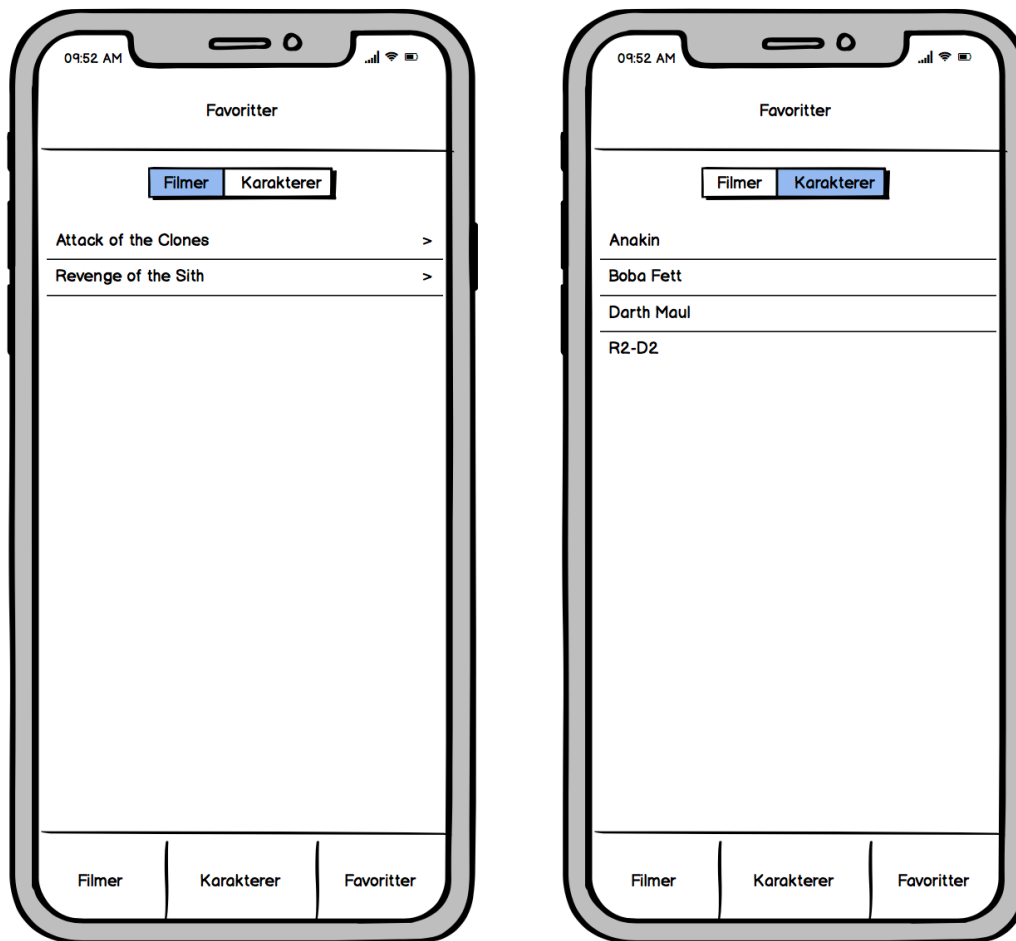 09:52 AM
Favoritter
Filmer Karakterer
Attack of the Clones >
Revenge of the Sith >
Filmer Karakterer Favoritter
09:52 AM
Favoritter
Filmer Karakterer
Anakin
Boba Fett
Darth Maul
R2-D2
Filmer Karakterer Favoritter